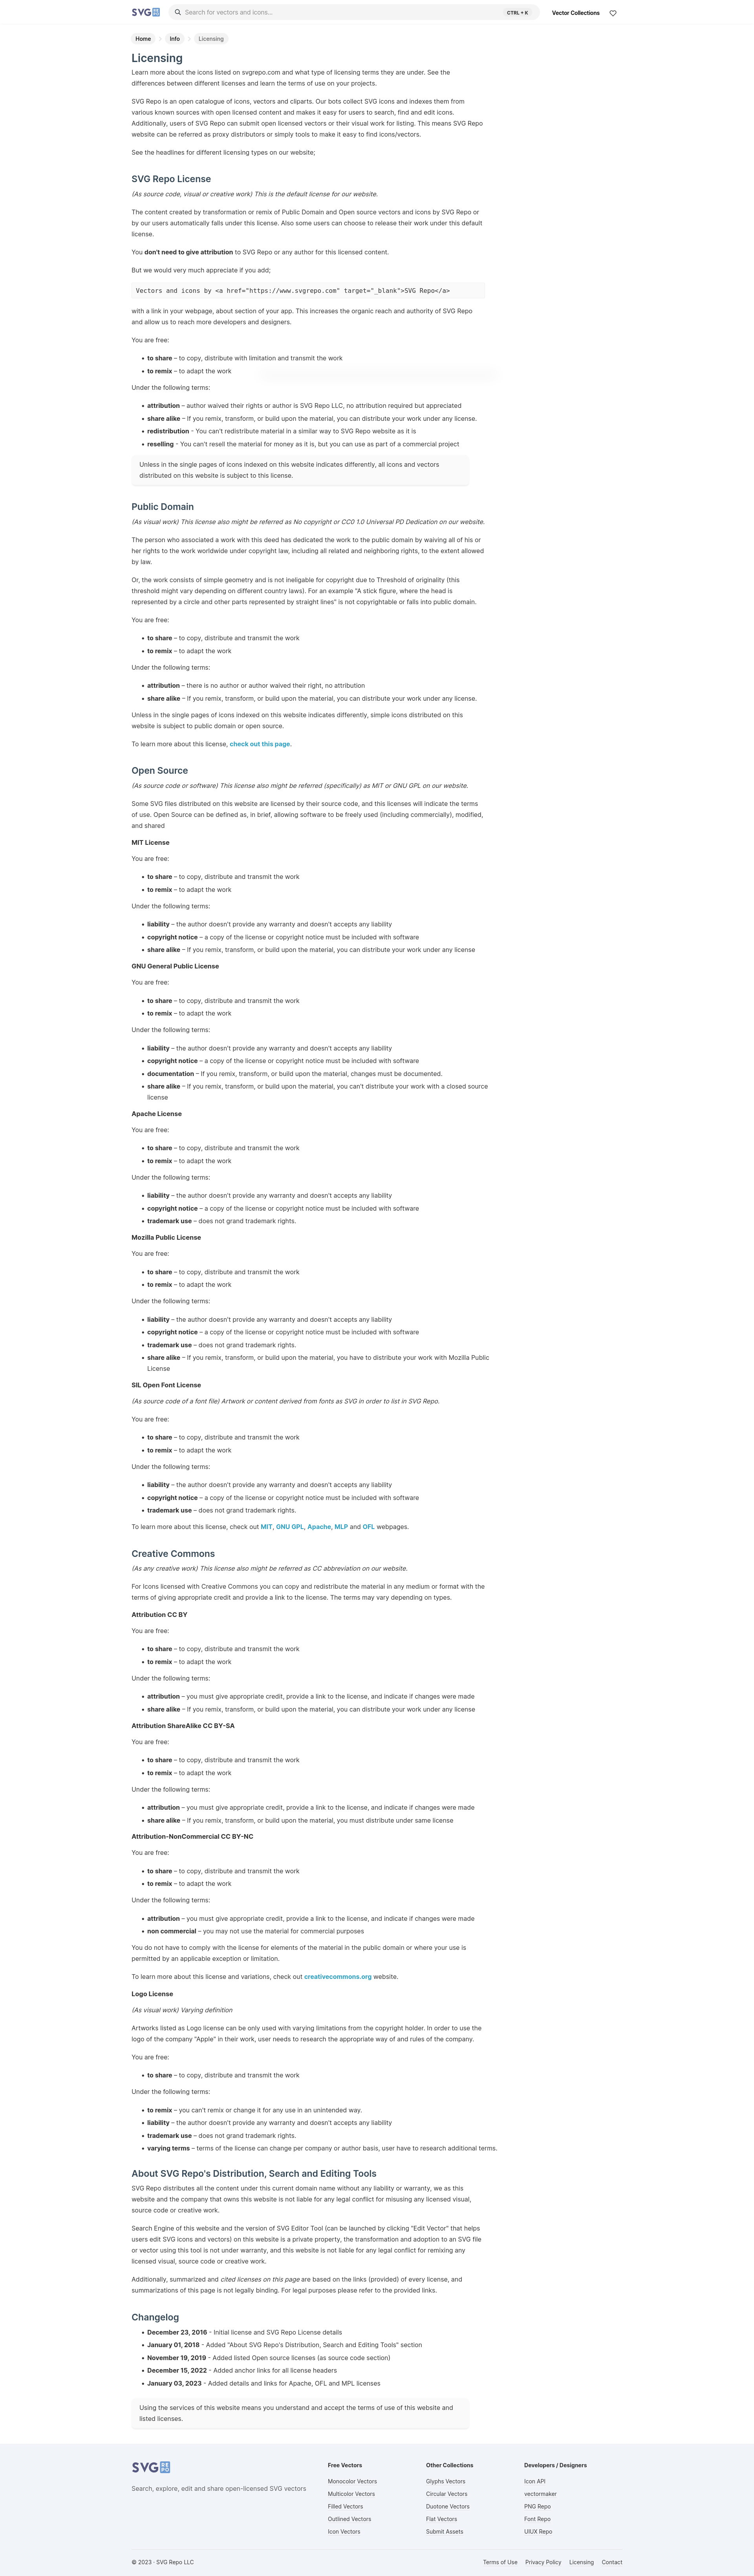 SVG REPO
Search for vectors and icons...
CTRL + K
Vector Collections
Home
Info
Licensing
Licensing
Learn more about the icons listed on svgrepo.com and what type of licensing terms they are under. See the
differences between different licenses and learn the terms of use on your projects.
SVG Repo is an open catalogue of icons, vectors and cliparts. Our bots collect SVG icons and indexes them from
various known sources with open licensed content and makes it easy for users to search, find and edit icons.
Additionally, users of SVG Repo can submit open licensed vectors or their visual work for listing. This means SVG Repo
website can be referred as proxy distributors or simply tools to make it easy to find icons/vectors.
See the headlines for different licensing types on our website;
SVG Repo License
(As source code, visual or creative work) This is the default license for our website.
The content created by transformation or remix of Public Domain and Open source vectors and icons by SVG Repo or
by our users automatically falls under this license. Also some users can choose to release their work under this default
license.
You don't need to give attribution to SVG Repo or any author for this licensed content.
But we would very much appreciate if you add;
Vectors and icons by <a href="https://www.svgrepo.com" target="_blank">SVG Repo</a>
with a link in your webpage, about section of your app. This increases the organic reach and authority of SVG Repo
and allow us to reach more developers and designers.
You are free:
• to share – to copy, distribute with limitation and transmit the work
• to remix – to adapt the work
Under the following terms:
• attribution – author waived their rights or author is SVG Repo LLC, no attribution required but appreciated
• share alike – If you remix, transform, or build upon the material, you can distribute your work under any license.
• redistribution - You can't redistribute material in a similar way to SVG Repo website as it is
• reselling - You can't resell the material for money as it is, but you can use as part of a commercial project
Unless in the single pages of icons indexed on this website indicates differently, all icons and vectors
distributed on this website is subject to this license.
Public Domain
(As visual work) This license also might be referred as No copyright or CC0 1.0 Universal PD Dedication on our website.
The person who associated a work with this deed has dedicated the work to the public domain by waiving all of his or
her rights to the work worldwide under copyright law, including all related and neighboring rights, to the extent allowed
by law.
Or, the work consists of simple geometry and is not ineligable for copyright due to Threshold of originality (this
threshold might vary depending on different country laws). For an example "A stick figure, where the head is
represented by a circle and other parts represented by straight lines" is not copyrightable or falls into public domain.
You are free:
• to share – to copy, distribute and transmit the work
• to remix – to adapt the work
Under the following terms:
• attribution – there is no author or author waived their right, no attribution
• share alike – If you remix, transform, or build upon the material, you can distribute your work under any license.
Unless in the single pages of icons indexed on this website indicates differently, simple icons distributed on this
website is subject to public domain or open source.
To learn more about this license, check out this page.
Open Source
(As source code or software) This license also might be referred (specifically) as MIT or GNU GPL on our website.
Some SVG files distributed on this website are licensed by their source code, and this licenses will indicate the terms
of use. Open Source can be defined as, in brief, allowing software to be freely used (including commercially), modified,
and shared
MIT License
You are free:
• to share – to copy, distribute and transmit the work
• to remix – to adapt the work
Under the following terms:
• liability – the author doesn't provide any warranty and doesn't accepts any liability
• copyright notice – a copy of the license or copyright notice must be included with software
• share alike – If you remix, transform, or build upon the material, you can distribute your work under any license
GNU General Public License
You are free:
• to share – to copy, distribute and transmit the work
• to remix – to adapt the work
Under the following terms:
• liability – the author doesn't provide any warranty and doesn't accepts any liability
• copyright notice – a copy of the license or copyright notice must be included with software
• documentation – If you remix, transform, or build upon the material, changes must be documented.
• share alike – If you remix, transform, or build upon the material, you can't distribute your work with a closed source
license
Apache License
You are free:
• to share – to copy, distribute and transmit the work
• to remix – to adapt the work
Under the following terms:
• liability – the author doesn't provide any warranty and doesn't accepts any liability
• copyright notice – a copy of the license or copyright notice must be included with software
• trademark use – does not grand trademark rights.
Mozilla Public License
You are free:
• to share – to copy, distribute and transmit the work
• to remix – to adapt the work
Under the following terms:
• liability – the author doesn't provide any warranty and doesn't accepts any liability
• copyright notice – a copy of the license or copyright notice must be included with software
• trademark use – does not grand trademark rights.
• share alike – If you remix, transform, or build upon the material, you have to distribute your work with Mozilla Public
License
SIL Open Font License
(As source code of a font file) Artwork or content derived from fonts as SVG in order to list in SVG Repo.
You are free:
• to share – to copy, distribute and transmit the work
• to remix – to adapt the work
Under the following terms:
• liability – the author doesn't provide any warranty and doesn't accepts any liability
• copyright notice – a copy of the license or copyright notice must be included with software
• trademark use – does not grand trademark rights.
To learn more about this license, check out MIT, GNU GPL, Apache, MLP and OFL webpages.
Creative Commons
(As any creative work) This license also might be referred as CC abbreviation on our website.
For Icons licensed with Creative Commons you can copy and redistribute the material in any medium or format with the
terms of giving appropriate credit and provide a link to the license. The terms may vary depending on types.
Attribution CC BY
You are free:
• to share – to copy, distribute and transmit the work
• to remix – to adapt the work
Under the following terms:
• attribution – you must give appropriate credit, provide a link to the license, and indicate if changes were made
• share alike – If you remix, transform, or build upon the material, you can distribute your work under any license
Attribution ShareAlike CC BY-SA
You are free:
• to share – to copy, distribute and transmit the work
• to remix – to adapt the work
Under the following terms:
• attribution – you must give appropriate credit, provide a link to the license, and indicate if changes were made
• share alike – If you remix, transform, or build upon the material, you must distribute under same license
Attribution-NonCommercial CC BY-NC
You are free:
• to share – to copy, distribute and transmit the work
• to remix – to adapt the work
Under the following terms:
• attribution – you must give appropriate credit, provide a link to the license, and indicate if changes were made
• non commercial – you may not use the material for commercial purposes
You do not have to comply with the license for elements of the material in the public domain or where your use is
permitted by an applicable exception or limitation.
To learn more about this license and variations, check out creativecommons.org website.
Logo License
(As visual work) Varying definition
Artworks listed as Logo license can be only used with varying limitations from the copyright holder. In order to use the
logo of the company "Apple" in their work, user needs to research the appropriate way of and rules of the company.
You are free:
• to share – to copy, distribute and transmit the work
Under the following terms:
• to remix – you can't remix or change it for any use in an unintended way.
• liability – the author doesn't provide any warranty and doesn't accepts any liability
• trademark use – does not grand trademark rights.
• varying terms – terms of the license can change per company or author basis, user have to research additional terms.
About SVG Repo's Distribution, Search and Editing Tools
SVG Repo distributes all the content under this current domain name without any liability or warranty, we as this
website and the company that owns this website is not liable for any legal conflict for misusing any licensed visual,
source code or creative work.
Search Engine of this website and the version of SVG Editor Tool (can be launched by clicking "Edit Vector" that helps
users edit SVG icons and vectors) on this website is a private property, the transformation and adoption to an SVG file
or vector using this tool is not under warranty, and this website is not liable for any legal conflict for remixing any
licensed visual, source code or creative work.
Additionally, summarized and cited licenses on this page are based on the links (provided) of every license, and
summarizations of this page is not legally binding. For legal purposes please refer to the provided links.
Changelog
• December 23, 2016 - Initial license and SVG Repo License details
• January 01, 2018 - Added "About SVG Repo's Distribution, Search and Editing Tools" section
• November 19, 2019 - Added listed Open source licenses (as source code section)
• December 15, 2022 - Added anchor links for all license headers
• January 03, 2023 - Added details and links for Apache, OFL and MPL licenses
Using the services of this website means you understand and accept the terms of use of this website and
listed licenses.
SVG REPO
Search, explore, edit and share open-licensed SVG vectors
Free Vectors
Monocolor Vectors
Multicolor Vectors
Filled Vectors
Outlined Vectors
Icon Vectors
Other Collections
Glyphs Vectors
Circular Vectors
Duotone Vectors
Flat Vectors
Submit Assets
Developers / Designers
Icon API
vectormaker
PNG Repo
Font Repo
UIUX Repo
© 2023 · SVG Repo LLC
Terms of Use
Privacy Policy
Licensing
Contact